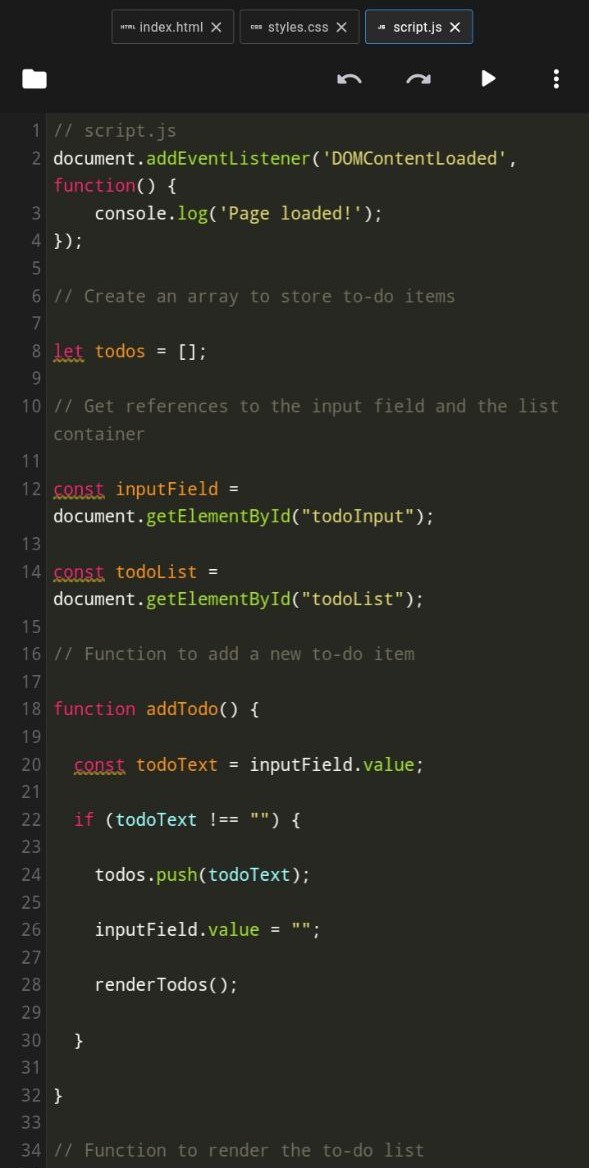 HTML index.html ×
CSS styles.css ×
JS script.js ×
1 // script.js
2 document.addEventListener('DOMContentLoaded',
function() {
3     console.log('Page loaded!');
4 });
5
6 // Create an array to store to-do items
7
8 let todos = [];
9
10 // Get references to the input field and the list
container
11
12 const inputField =
document.getElementById("todoInput");
13
14 const todoList =
document.getElementById("todoList");
15
16 // Function to add a new to-do item
17
18 function addTodo() {
19
20   const todoText = inputField.value;
21
22   if (todoText !== "") {
23
24     todos.push(todoText);
25
26     inputField.value = "";
27
28     renderTodos();
29
30   }
31
32 }
33
34 // Function to render the to-do list